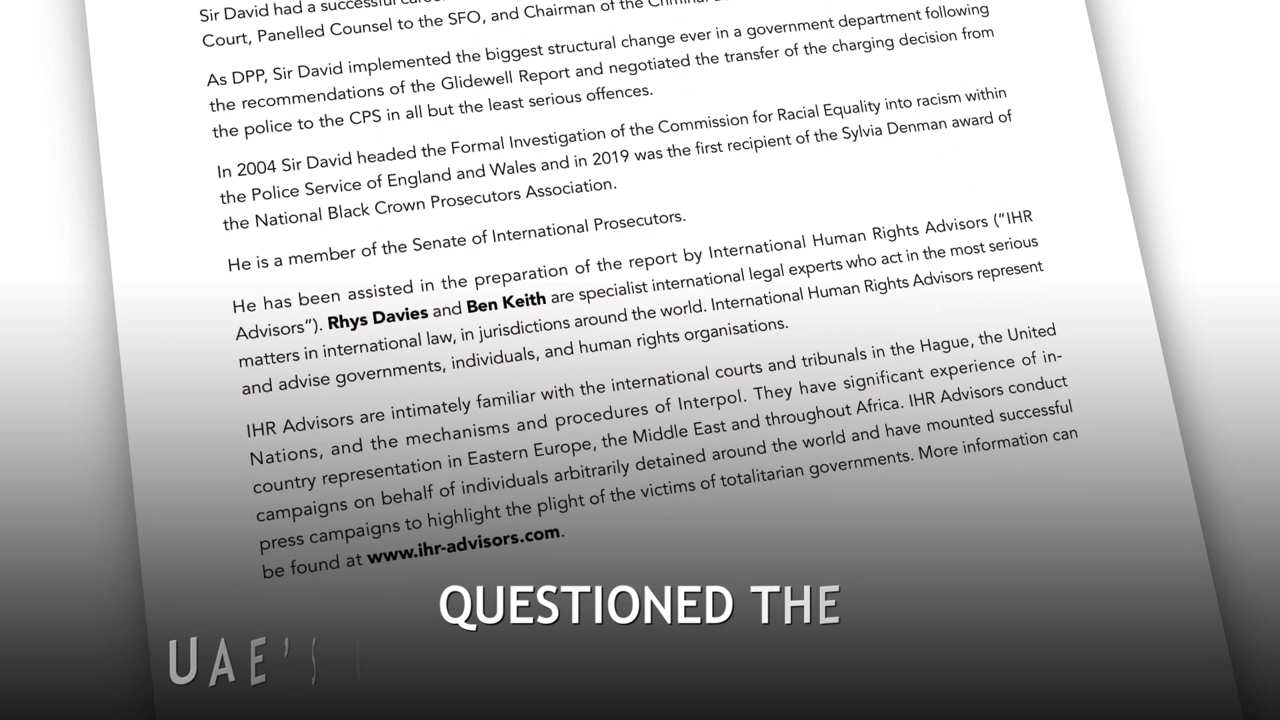 Sir David had a successful
Court, Panelled Counsel to the SFO, and Chairman of the
As DPP, Sir David implemented the biggest structural change ever in a government department following
the recommendations of the Glidewell Report and negotiated the transfer of the charging decision from
the police to the CPS in all but the least serious offences.
In 2004 Sir David headed the Formal Investigation of the Commission for Racial Equality into racism within
the Police Service of England and Wales and in 2019 was the first recipient of the Sylvia Denman award of
the National Black Crown Prosecutors Association.
He is a member of the Senate of International Prosecutors.
He has been assisted in the preparation of the report by International Human Rights Advisors (“IHR
Advisors”). Rhys Davies and Ben Keith are specialist international legal experts who act in the most serious
matters in international law, in jurisdictions around the world. International Human Rights Advisors represent
and advise governments, individuals, and human rights organisations.
IHR Advisors are intimately familiar with the international courts and tribunals in the Hague, the United
Nations, and the mechanisms and procedures of Interpol. They have significant experience of in-
country representation in Eastern Europe, the Middle East and throughout Africa. IHR Advisors conduct
campaigns on behalf of individuals arbitrarily detained around the world and have mounted successful
press campaigns to highlight the plight of the victims of totalitarian governments. More information can
be found at www.ihr-advisors.com.
QUESTIONED THE
UAE’S